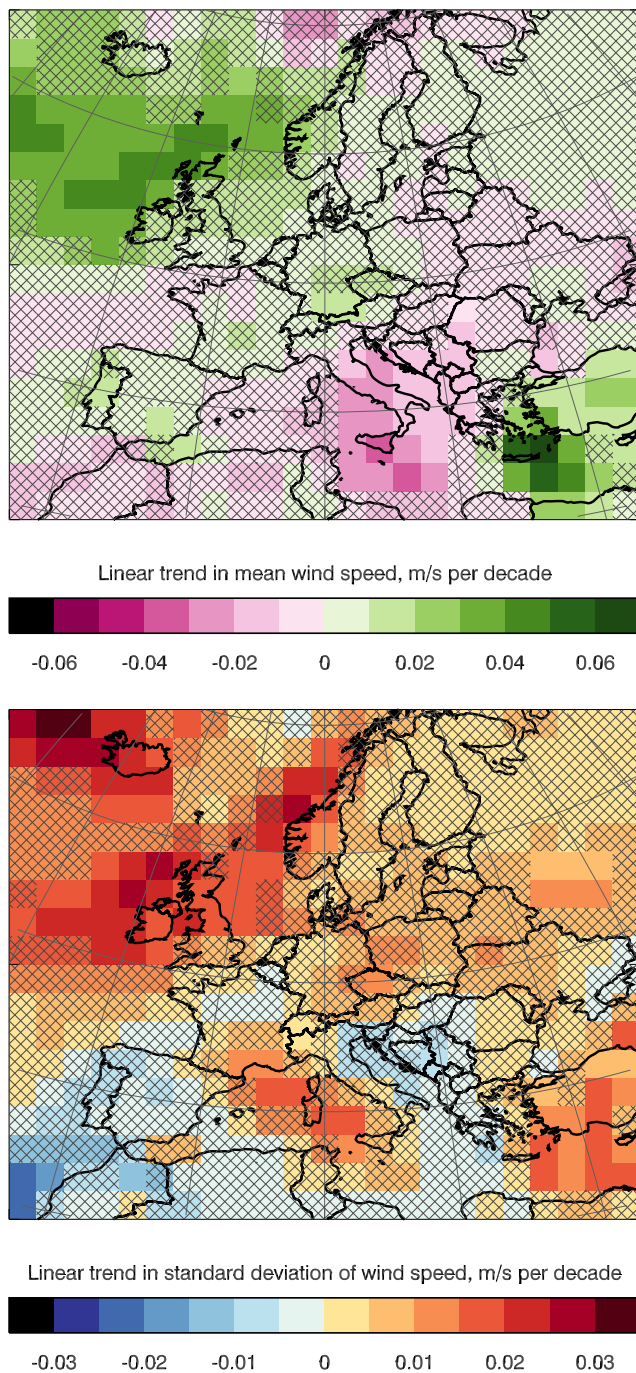 Linear trend in mean wind speed, m/s per decade
-0.06 -0.04 -0.02 0 0.02 0.04 0.06
Linear trend in standard deviation of wind speed, m/s per decade
-0.03 -0.02 -0.01 0 0.01 0.02 0.03